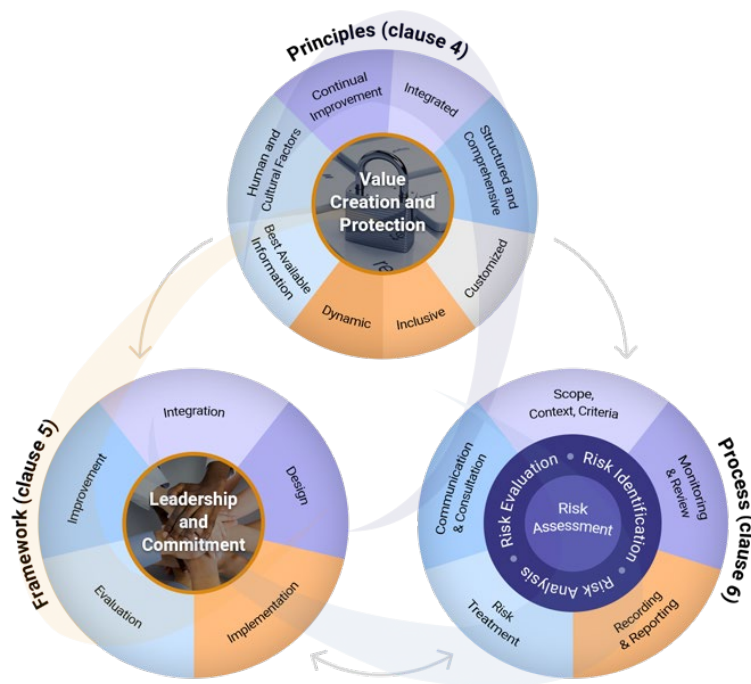 Principles (clause 4)
Continual
Improvement
Integrated
Structured and
Comprehensive
Customized
Inclusive
Dynamic
Best Available
Information
Human and
Cultural Factors
Value
Creation and
Protection
re
Framework (clause 5)
Integration
Design
Implementation
Evaluation
Improvement
Leadership
and
Commitment
Process (clause 6)
Scope,
Context, Criteria
Monitoring
& Review
Recording
& Reporting
Risk
Treatment
Communication
& Consultation
Risk Identification
Risk Analysis
Risk Evaluation
Risk
Assessment